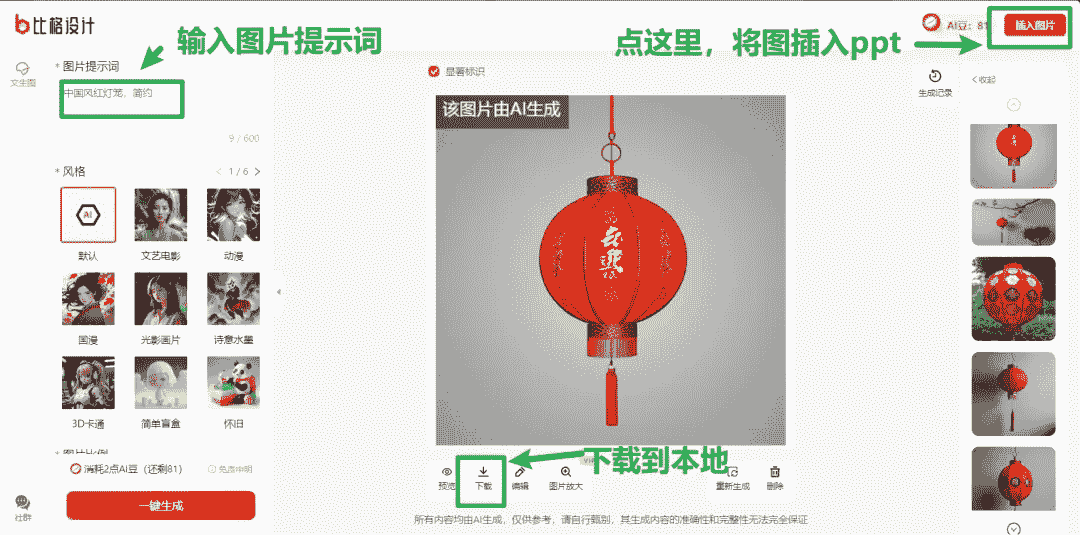 比格设计
输入图片提示词
点这里，将图插入ppt
AI豆：81
插入图片
文生图
* 图片提示词
中国风红灯笼，简约
9 / 600
显著标识
生成记录
收起
该图片由AI生成
* 风格
1 / 6
AI
默认
文艺电影
动漫
国漫
光影画片
诗意水墨
3D卡通
简单盲盒
怀旧
消耗2点AI豆（还剩81）
免责申明
一键生成
社群
下载到本地
预览
下载
编辑
图片放大
重新生成
删除
所有内容均由AI生成，仅供参考，请自行甄别，其生成内容的准确性和完整性无法完全保证